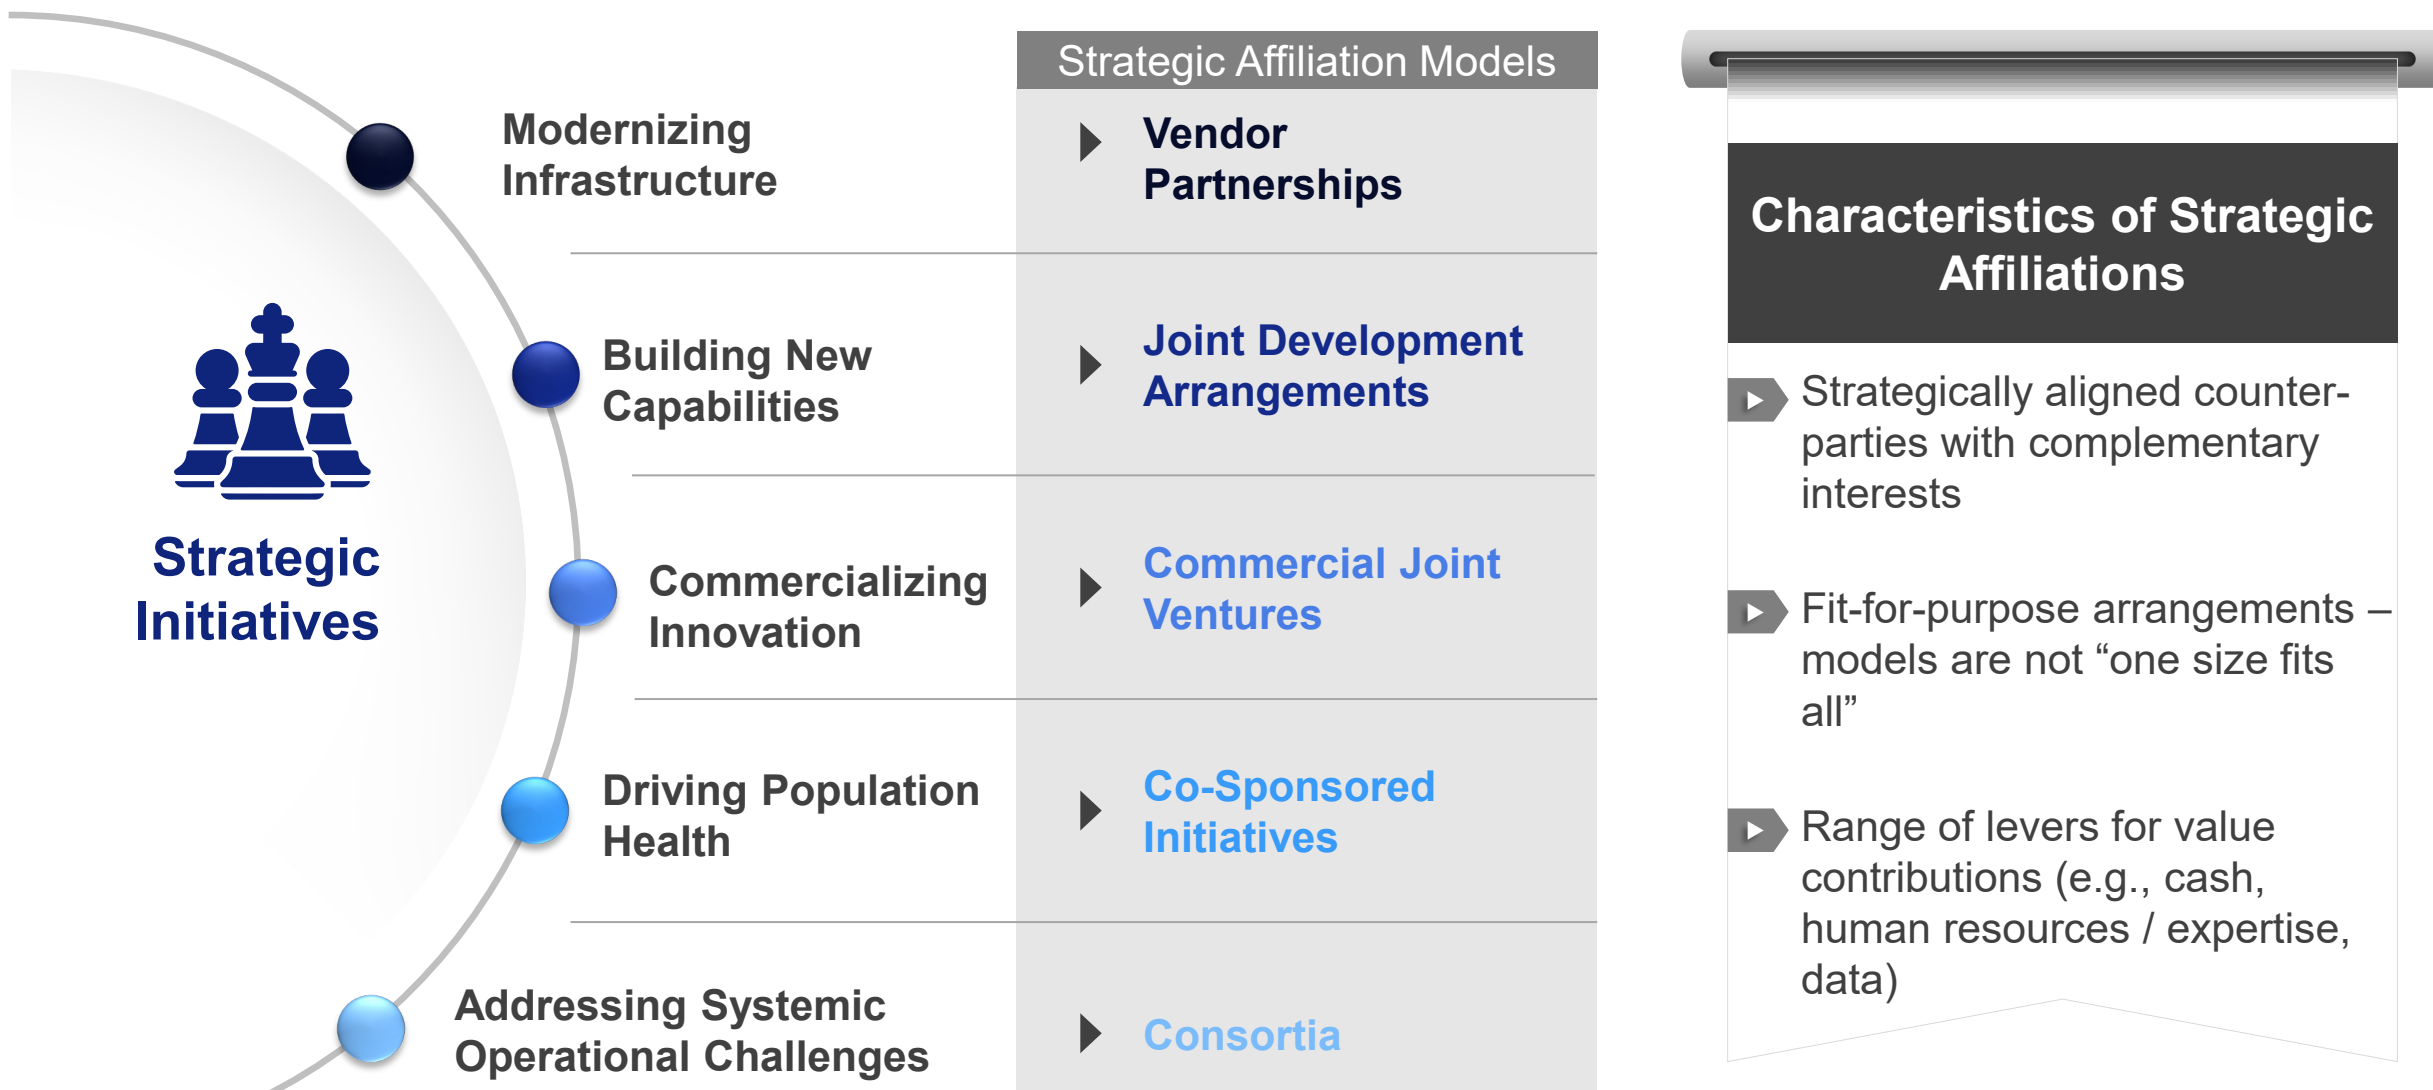 Strategic Affiliation Models
Strategic
Initiatives
Modernizing
Infrastructure
Vendor
Partnerships
Building New
Capabilities
Joint Development
Arrangements
Commercializing
Innovation
Commercial Joint
Ventures
Driving Population
Health
Co-Sponsored
Initiatives
Addressing Systemic
Operational Challenges
Consortia
Characteristics of Strategic
Affiliations
Strategically aligned counter-
parties with complementary
interests
Fit-for-purpose arrangements –
models are not “one size fits
all”
Range of levers for value
contributions (e.g., cash,
human resources / expertise,
data)